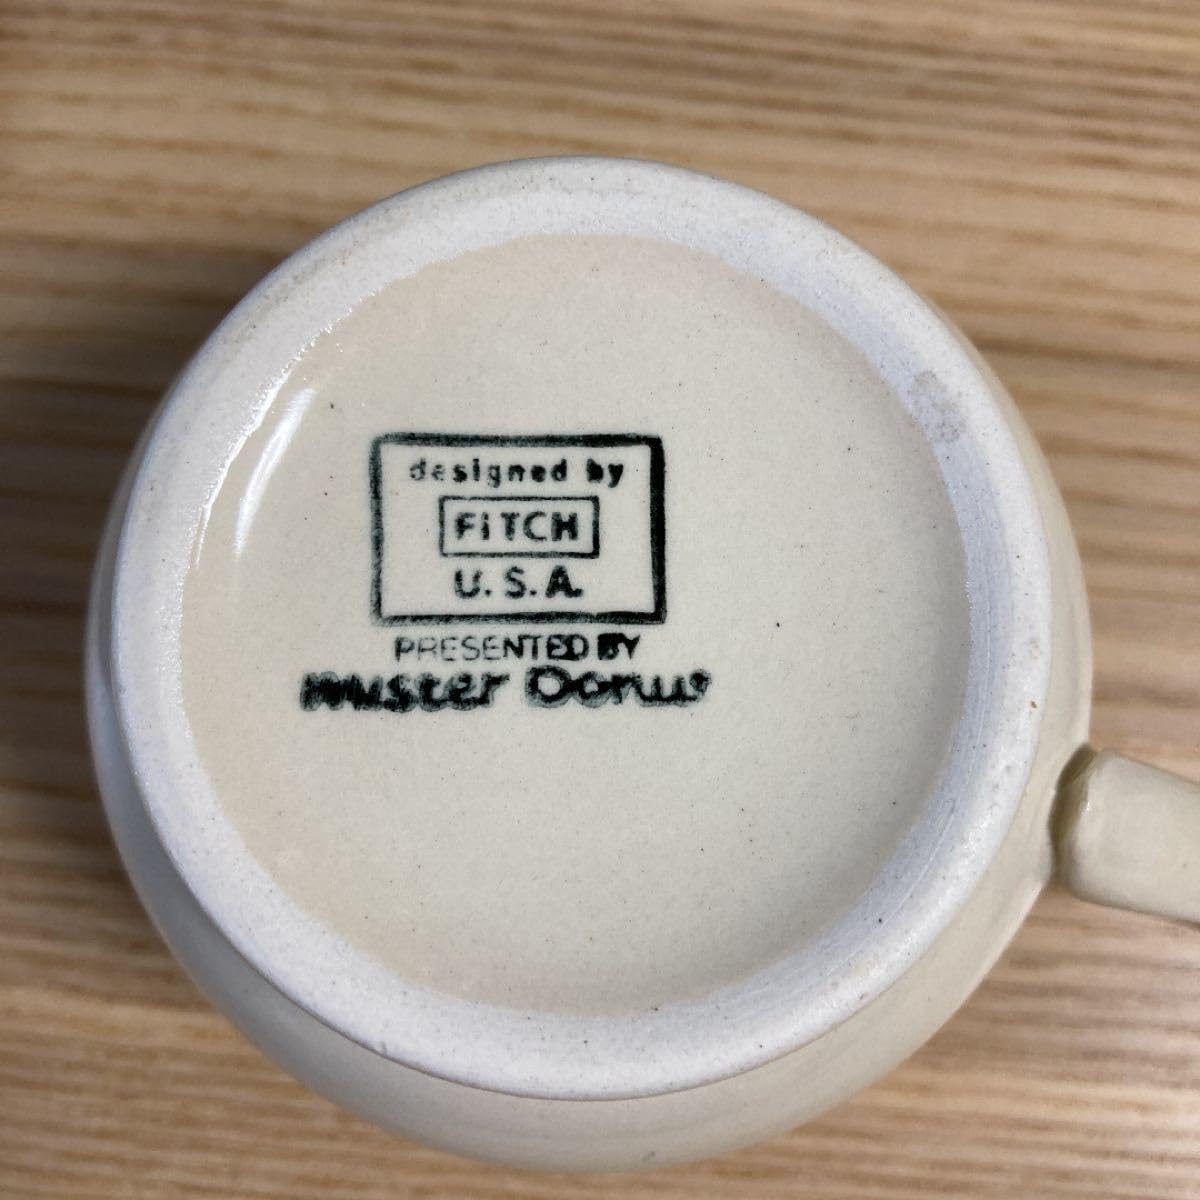 designed by
FiTCH
U.S.A.
PRESENTED BY
mister Donut